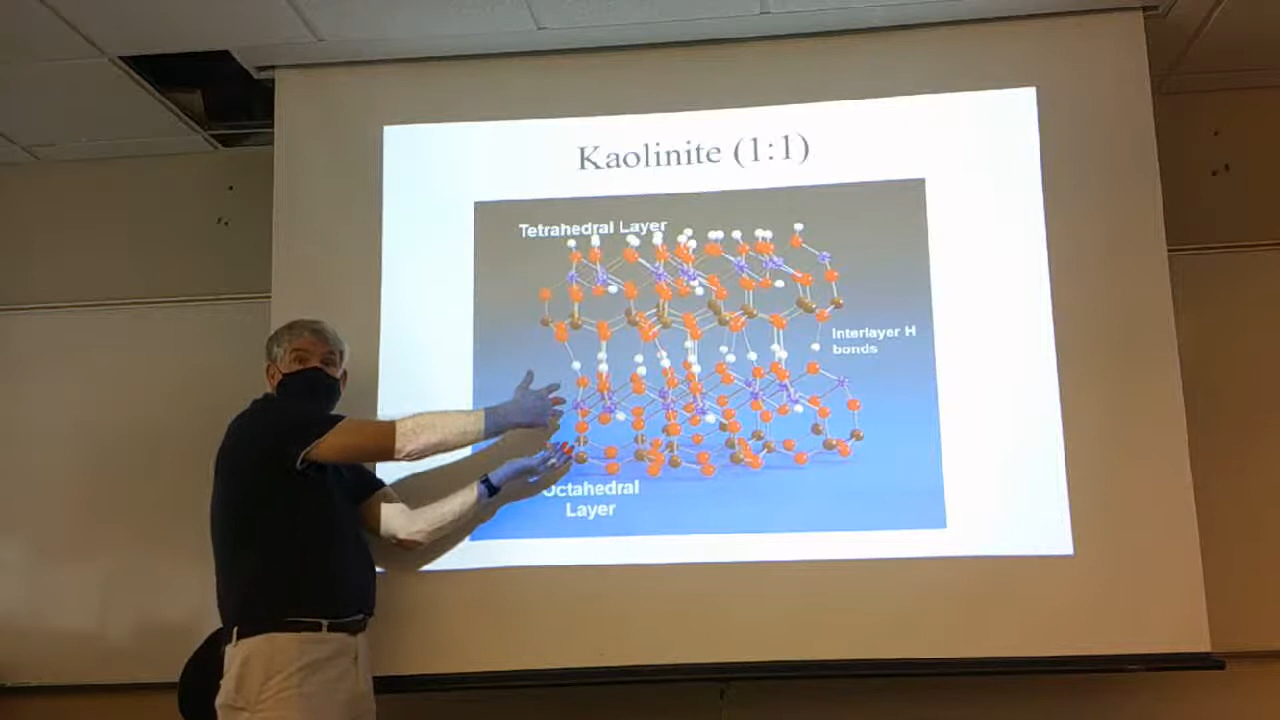 Kaolinite (1:1)
Tetrahedral Layer
Interlayer H
bonds
Octahedral
Layer